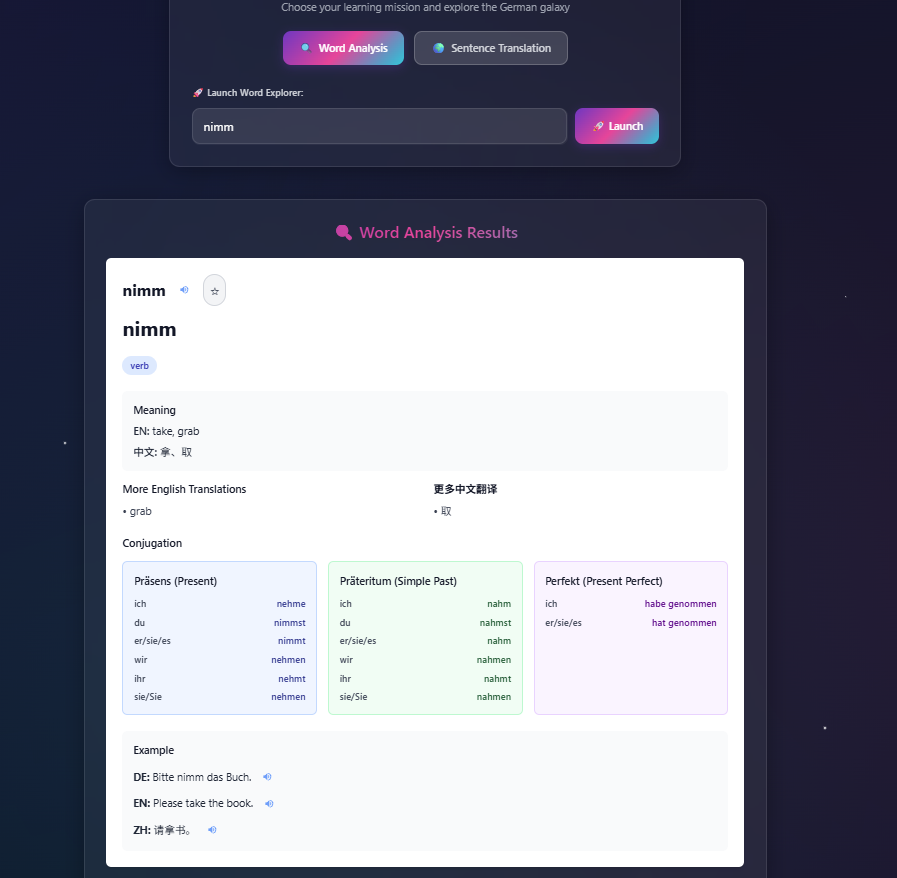 Choose your learning mission and explore the German galaxy
Word Analysis
Sentence Translation
Launch Word Explorer:
nimm
Launch
Word Analysis Results
nimm
nimm
verb
Meaning
EN: take, grab
中文: 拿、取
More English Translations
• grab
更多中文翻译
• 取
Conjugation
Präsens (Present)
ich nehme
du nimmst
er/sie/es nimmt
wir nehmen
ihr nehmt
sie/Sie nehmen
Präteritum (Simple Past)
ich nahm
du nahmst
er/sie/es nahm
wir nahmen
ihr nahmt
sie/Sie nahmen
Perfekt (Present Perfect)
ich habe genommen
er/sie/es hat genommen
Example
DE: Bitte nimm das Buch.
EN: Please take the book.
ZH: 请拿书。